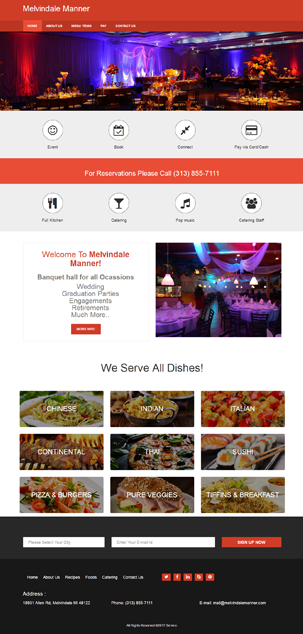 Melvindale Manner
HOME ABOUT US MENU ITEMS PAY CONTACT US
Event Book Connect Pay via Card/Cash
For Reservations Please Call (313) 855-7111
Full Kitchen Catering Pay music Catering Staff
Welcome To Melvindale
Manner!
Banquet hall for all Ocassions
Wedding
Graduation Parties
Engagements
Retirements
Much More..
MORE INFO
We Serve All Dishes!
CHINESE INDIAN ITALIAN
CONTINENTAL THAI SUSHI
PIZZA & BURGERS PURE VEGGIES TIFFINS & BREAKFAST
Please Select Your City Enter Your E-mail Id SIGN UP NOW
Home About Us Recipes Foods Catering Contact Us
Address :
18501 Allen Rd, Melvindale MI 48122 Phone: (313) 855-7111 E-mail: mail@melvindalemanner.com
All Rights Reserved ©2017 Service.